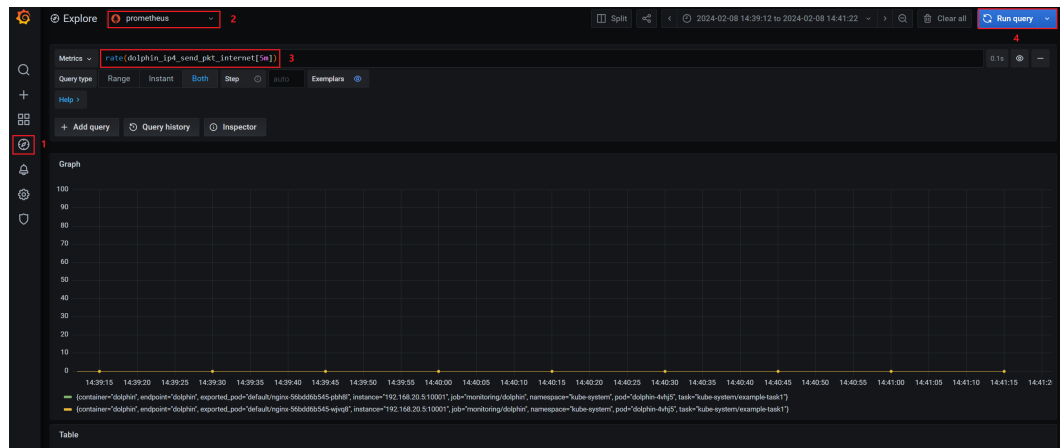 Explore prometheus 2 Split 2024-02-08 14:39:12 to 2024-02-08 14:41:22 Clear all Run query
4
Metrics rate(dolphin_ip4_send_pkt_internet[5m]) 3 0.1s
Query type Range Instant Both Step auto Exemplars
Help >
+ Add query Query history Inspector
1
Graph
100
90
80
70
60
50
40
30
20
10
0
14:39:15 14:39:20 14:39:25 14:39:30 14:39:35 14:39:40 14:39:45 14:39:50 14:39:55 14:40:00 14:40:05 14:40:10 14:40:15 14:40:20 14:40:25 14:40:30 14:40:35 14:40:40 14:40:45 14:40:50 14:40:55 14:41:00 14:41:05 14:41:10 14:41:15 14:41:2
{container="dolphin", endpoint="dolphin", exported_pod="default/nginx-56bdd6b545-pbh8l", instance="192.168.20.5:10001", job="monitoring/dolphin", namespace="kube-system", pod="dolphin-4vhj5", task="kube-system/example-task1"}
{container="dolphin", endpoint="dolphin", exported_pod="default/nginx-56bdd6b545-wjvq8", instance="192.168.20.5:10001", job="monitoring/dolphin", namespace="kube-system", pod="dolphin-4vhj5", task="kube-system/example-task1"}
Table